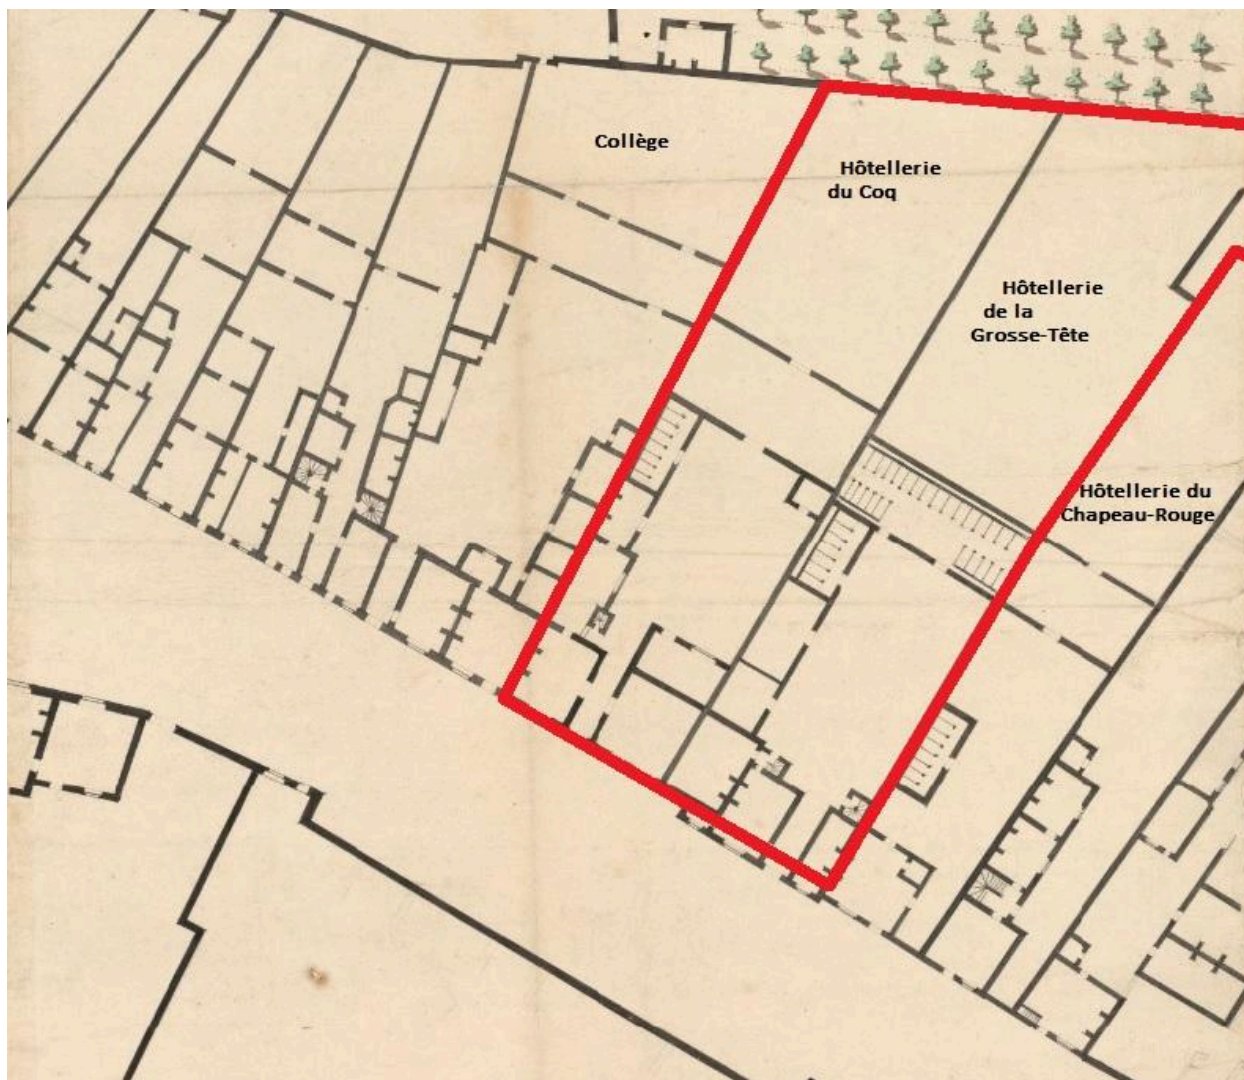 Collège
Hôtellerie
du Coq
Hôtellerie
de la
Grosse-Tête
Hôtellerie du
Chapeau-Rouge